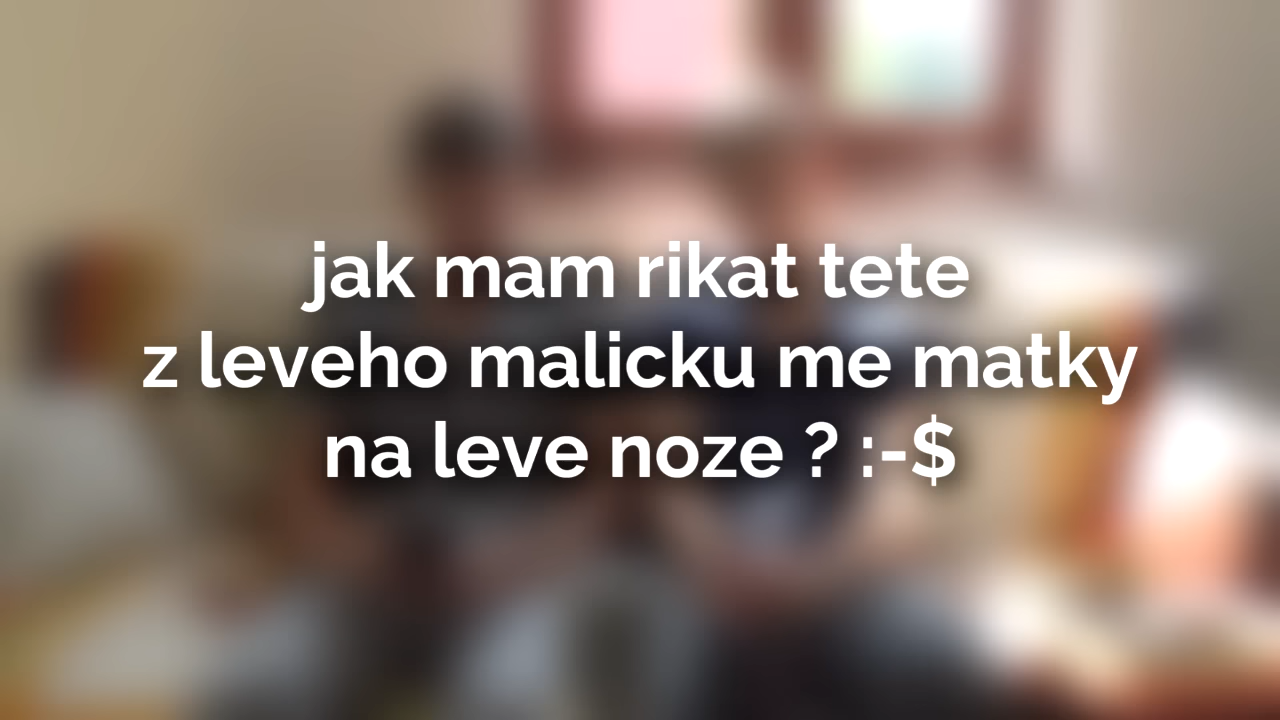 jak mam rikat tete
z leveho malicku me matky
na leve noze ? :-$